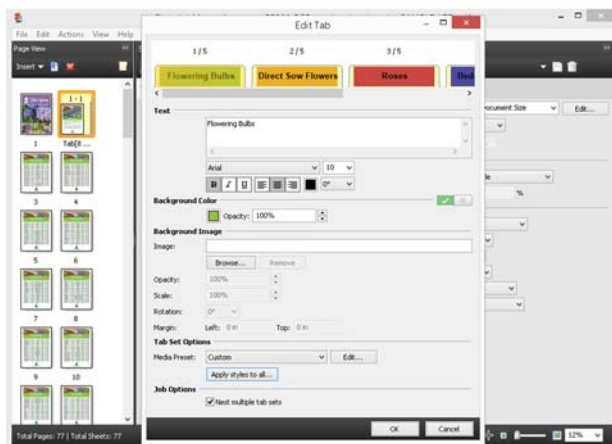 Edit Tab
File Edit Actions View Help
Page View
Insert
1/5 2/5 3/5
Flowering Bulbs Direct Sow Flowers Roses
1 - 1
1 Tab[8 ...
3 4
5 6
7 8
9 10
Text
Flowering Bulbs
Arial 10
B I U 0°
Background Color
Opacity: 100%
Background Image
Image:
Browse... Remove
Opacity: 100%
Scale: 100%
Rotation: 0°
Margin: Left: 0 in Top: 0 in
Tab Set Options
Media Preset: Custom Edit...
Apply styles to all...
Job Options
Nest multiple tab sets
OK Cancel
Document Size Edit...
%
Total Pages: 77 | Total Sheets: 77
12%